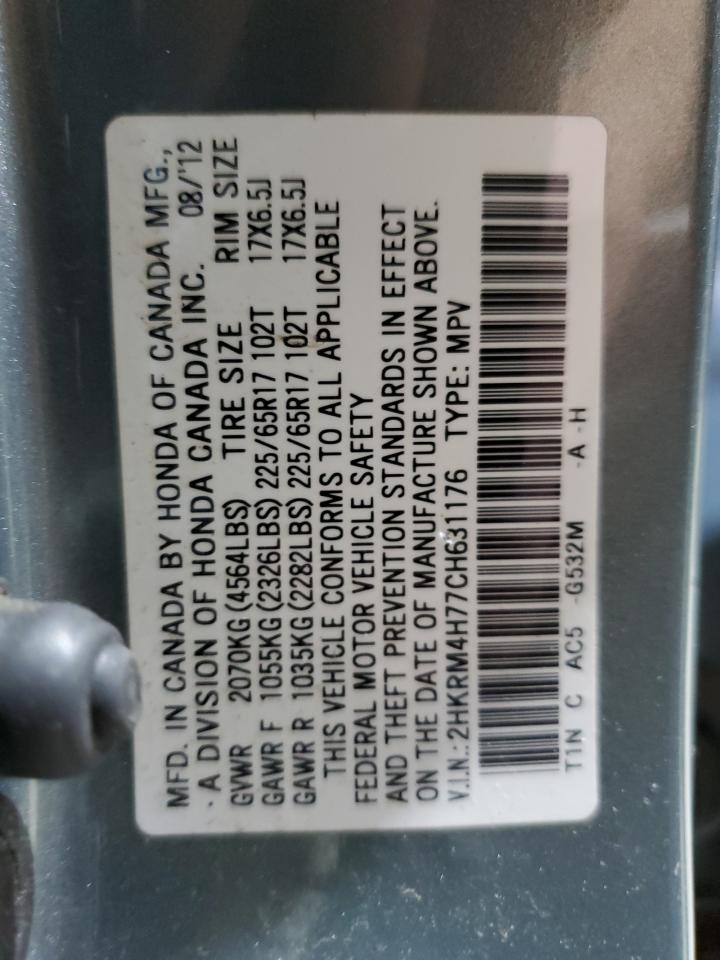 MFD. IN CANADA BY HONDA OF CANADA MFG.,
A DIVISION OF HONDA CANADA INC. 08/'12
GVWR 2070KG(4564LBS) TIRE SIZE RIM SIZE
GAWR F 1055KG(2326LBS) 225/65R17 102T 17X6.5J
GAWR R 1035KG(2282LBS) 225/65R17 102T 17X6.5J
THIS VEHICLE CONFORMS TO ALL APPLICABLE
FEDERAL MOTOR VEHICLE SAFETY
AND THEFT PREVENTION STANDARDS IN EFFECT
ON THE DATE OF MANUFACTURE SHOWN ABOVE.
V.I.N.:2HKRM4H77CH631176 TYPE: MPV
T1N C AC5 -G532M -A -H